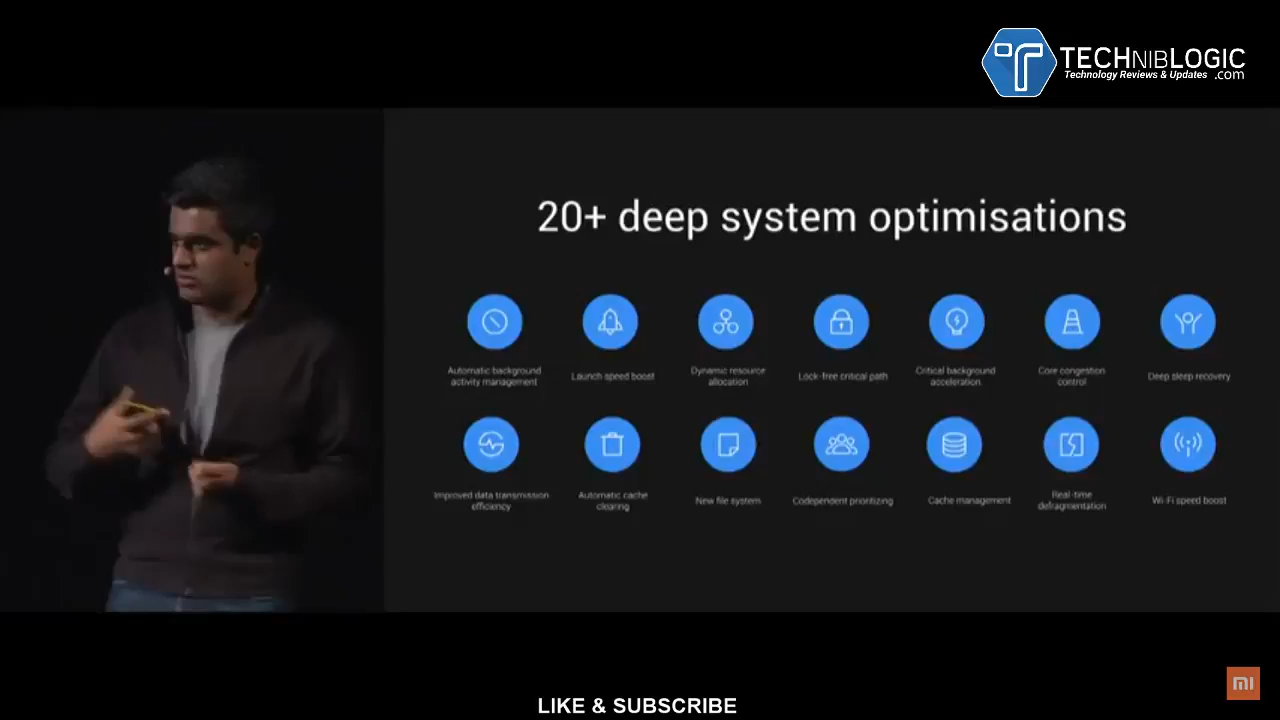 TECHNIBLOGIC
Technology Reviews & Updates .com
20+ deep system optimisations
Automatic background
activity management
Launch speed boost
Dynamic resource
allocation
Lock-free critical path
Critical background
acceleration
Core congestion
control
Deep sleep recovery
Improved data transmission
efficiency
Automatic cache
clearing
New file system
Codependent prioritizing
Cache management
Real-time
defragmentation
Wi-Fi speed boost
MI
LIKE & SUBSCRIBE